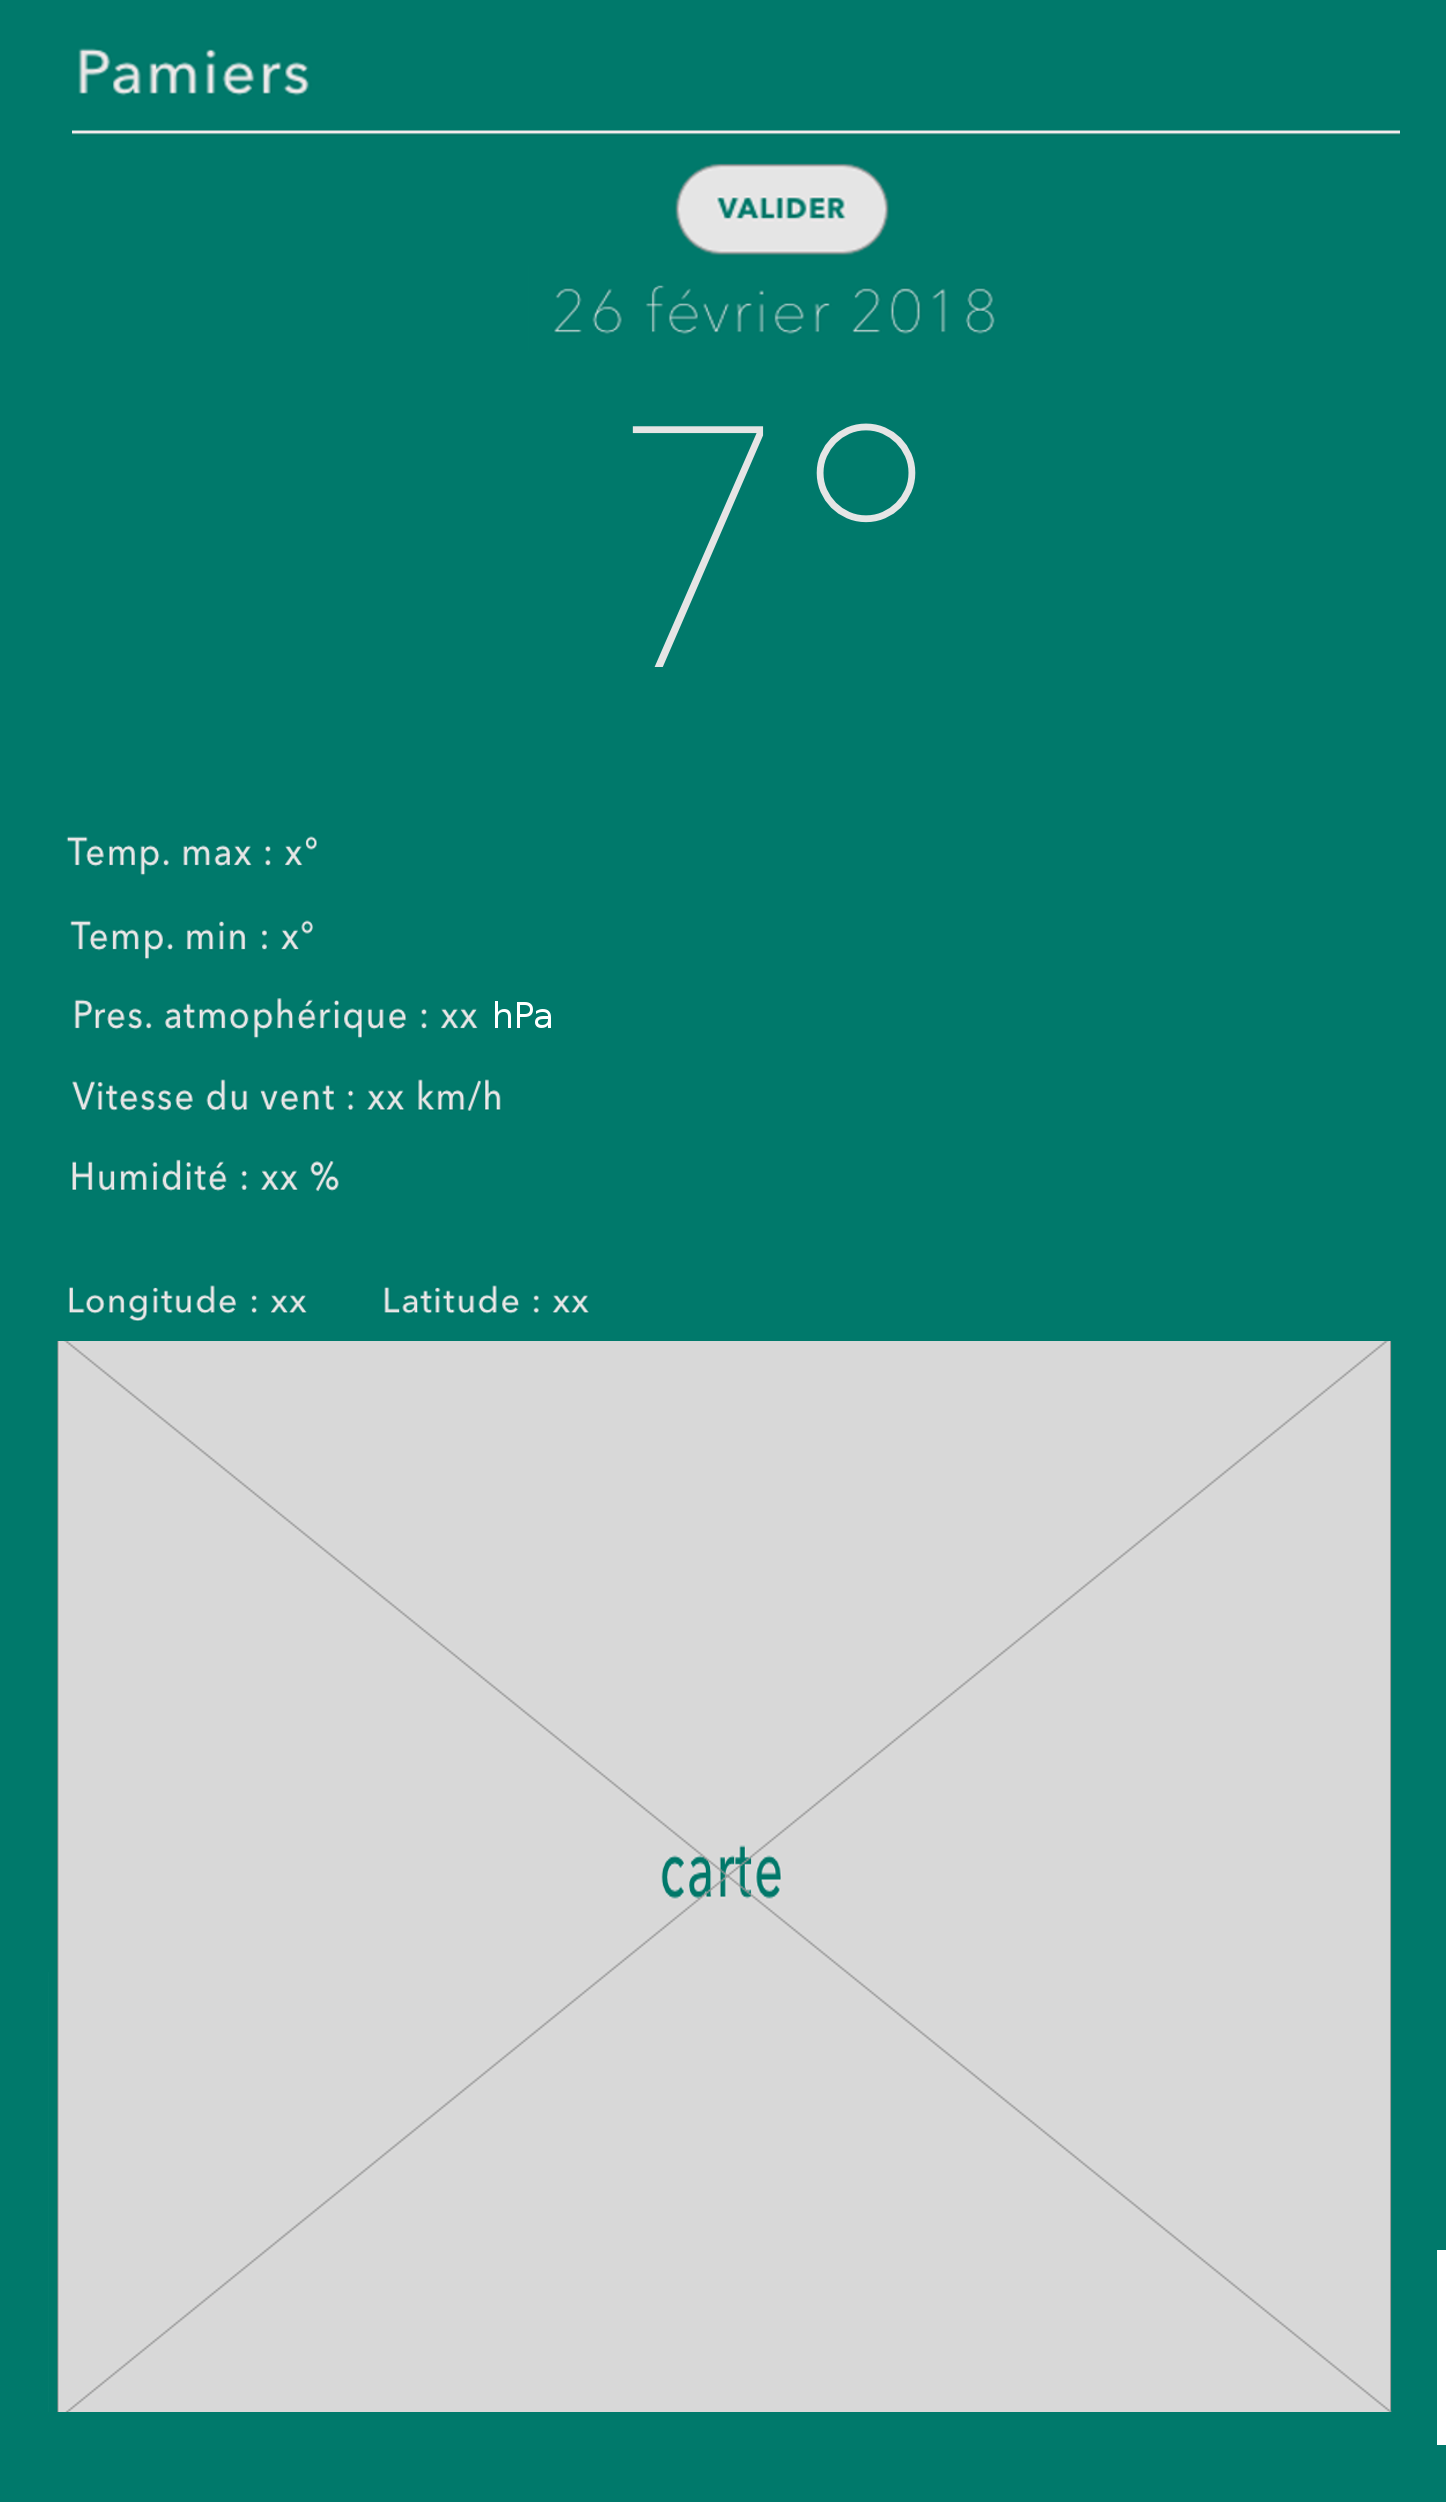 Pamiers
VALIDER
26 février 2018
7°
Temp. max : x°
Temp. min : x°
Pres. atmophérique : xx hPa
Vitesse du vent : xx km/h
Humidité : xx %
Longitude : xx Latitude : xx
carte